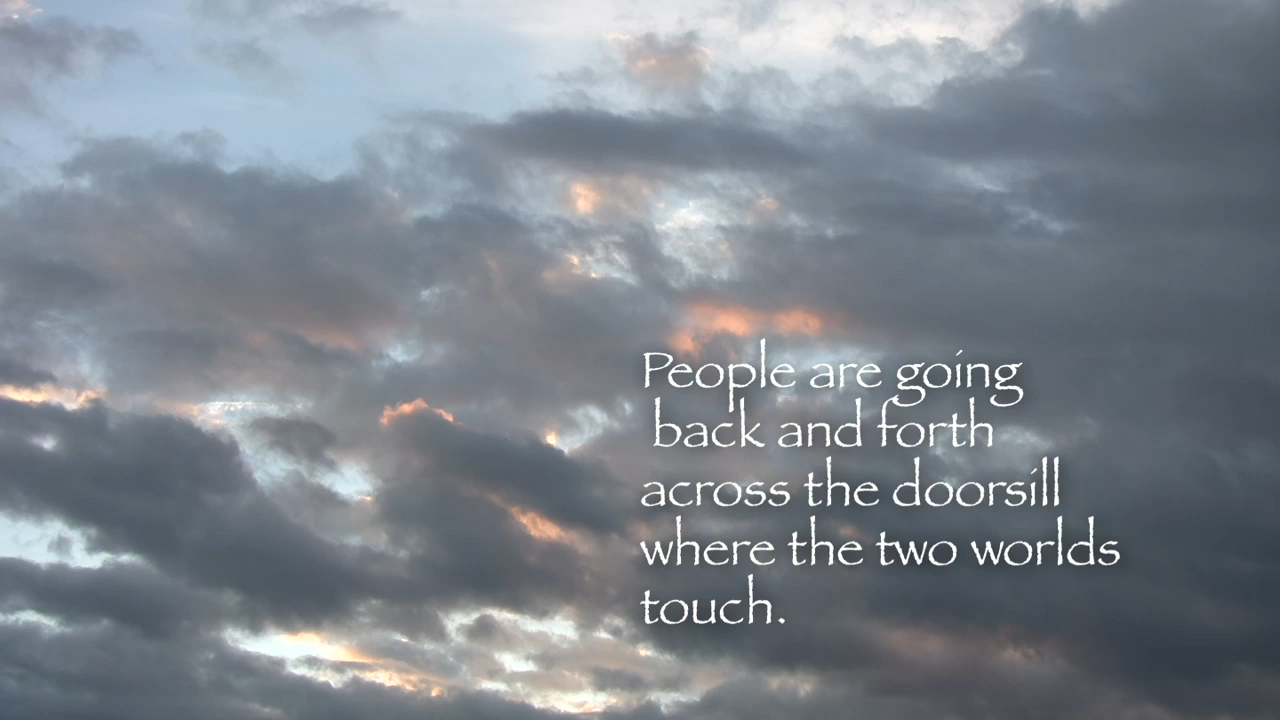 People are going
back and forth
across the doorsill
where the two worlds
touch.